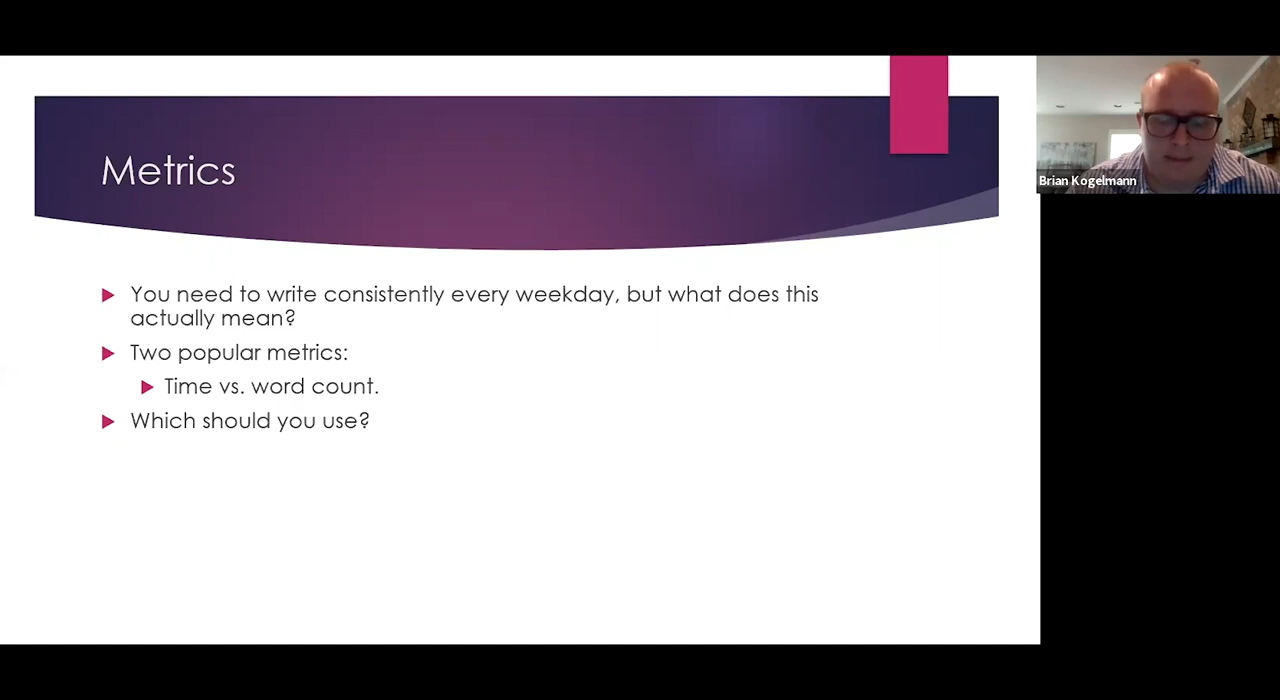 Metrics
Brian Kogelmann
You need to write consistently every weekday, but what does this
actually mean?
Two popular metrics:
Time vs. word count.
Which should you use?